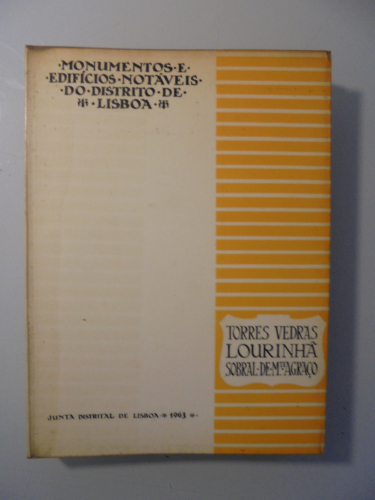 ·MONUMENTOS·E·
·EDIFÍCIOS·NOTÁVEIS·
·DO·DISTRITO·DE·
LISBOA·
TORRES VEDRAS
LOURINHÃ
SOBRAL·DE·M.TE AGRAÇO
JUNTA DISTRITAL DE LISBOA 1963